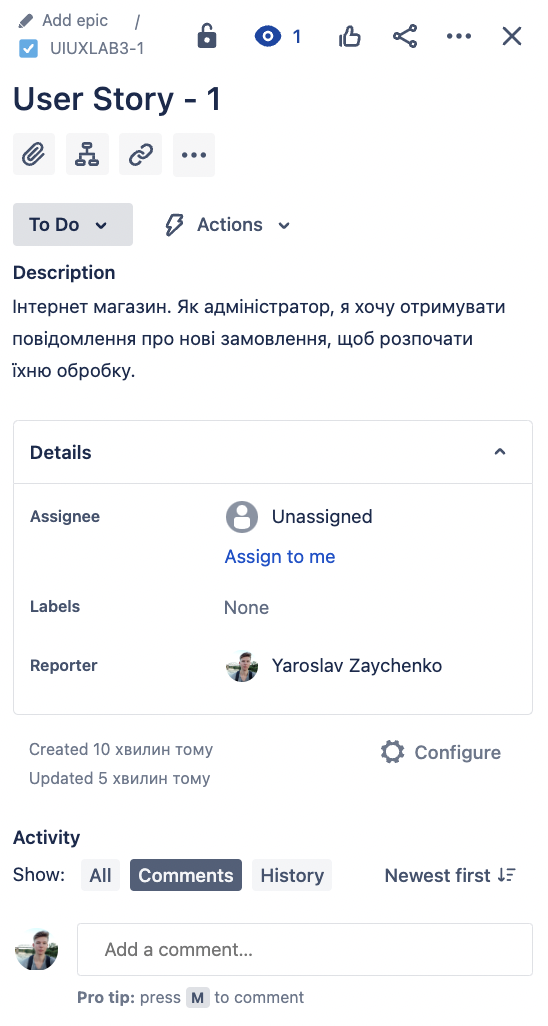 Add epic /
UIUXLAB3-1
1
User Story - 1
To Do
Actions
Description
Інтернет магазин. Як адміністратор, я хочу отримувати
повідомлення про нові замовлення, щоб розпочати
їхню обробку.
Details
Assignee
Unassigned
Assign to me
Labels
None
Reporter
Yaroslav Zaychenko
Created 10 хвилин тому
Configure
Updated 5 хвилин тому
Activity
Show: All Comments History Newest first
Add a comment...
Pro tip: press M to comment